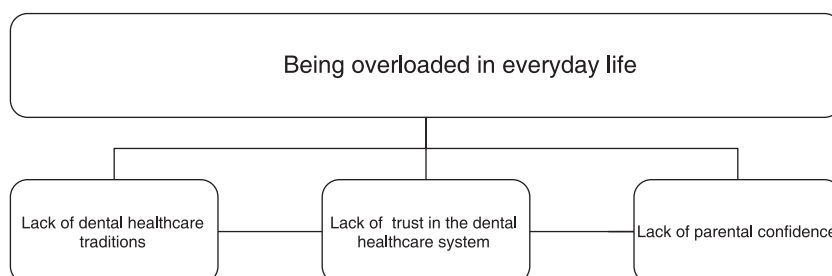 Being overloaded in everyday life
Lack of dental healthcare
traditions
Lack of trust in the dental
healthcare system
Lack of parental confidence